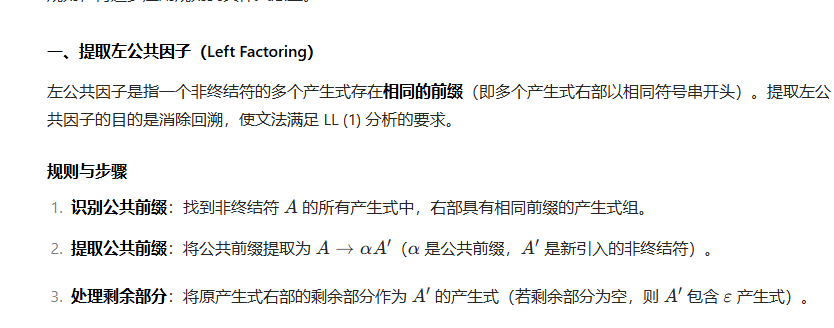 一、提取左公共因子（Left Factoring）
左公共因子是指一个非终结符的多个产生式存在相同的前缀（即多个产生式右部以相同符号串开头）。提取左公
共因子的目的是消除回溯，使文法满足 LL (1) 分析的要求。
规则与步骤
1. 识别公共前缀：找到非终结符 A 的所有产生式中，右部具有相同前缀的产生式组。
2. 提取公共前缀：将公共前缀提取为 A → αA′（α 是公共前缀，A′ 是新引入的非终结符）。
3. 处理剩余部分：将原产生式右部的剩余部分作为 A′ 的产生式（若剩余部分为空，则 A′ 包含 ε 产生式）。